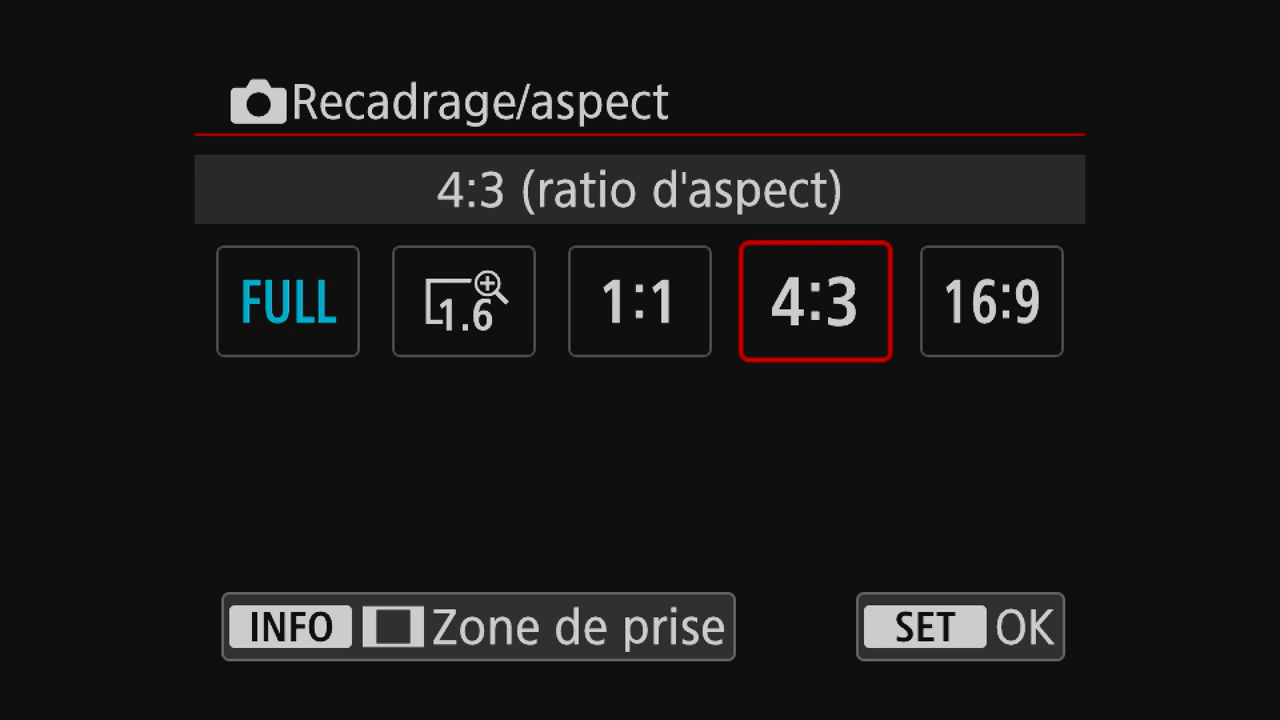 Recadrage/aspect
4:3 (ratio d'aspect)
FULL 1.6 1:1 4:3 16:9
INFO Zone de prise SET OK